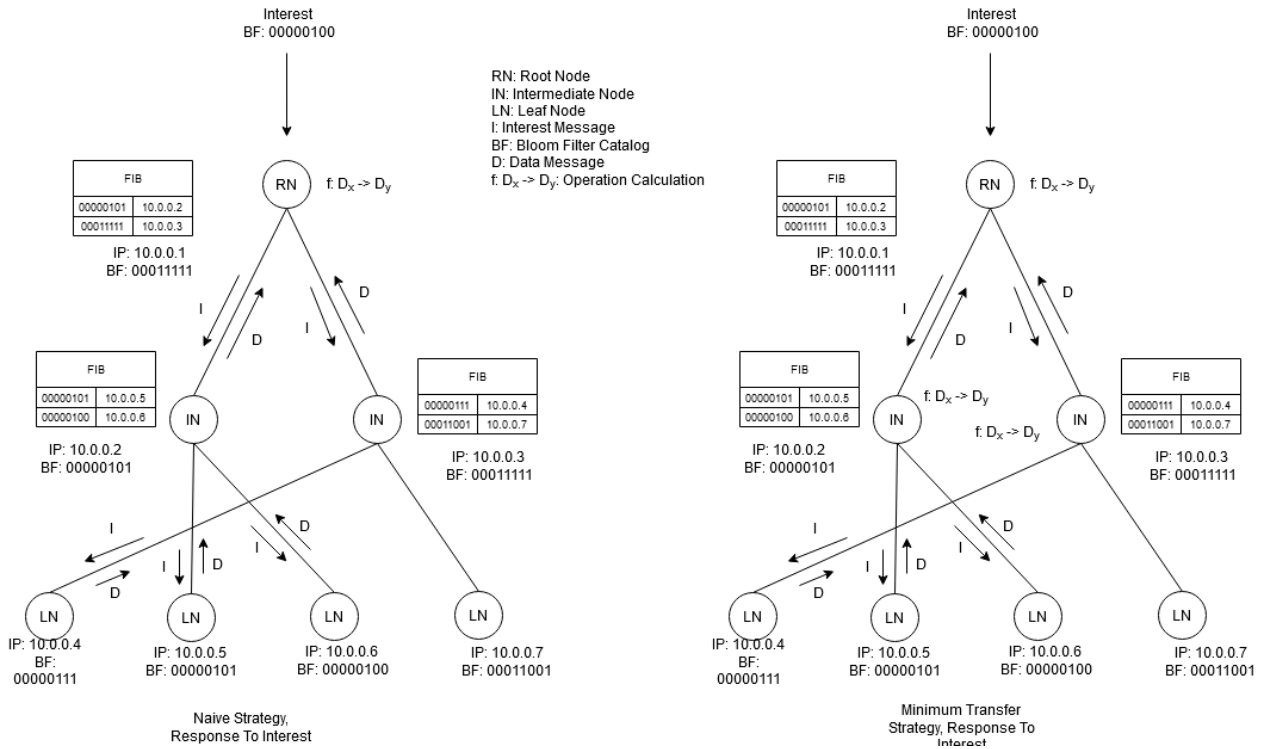 Interest
BF: 00000100
Interest
BF: 00000100
RN: Root Node
IN: Intermediate Node
LN: Leaf Node
I: Interest Message
BF: Bloom Filter Catalog
D: Data Message
f: Dx -> Dy: Operation Calculation
FIB
00000101 10.0.0.2
00011111 10.0.0.3
IP: 10.0.0.1
BF: 00011111
RN
f: Dx -> Dy
I
D
I
D
FIB
00000101 10.0.0.5
00000100 10.0.0.6
IP: 10.0.0.2
BF: 00000101
IN
IN
FIB
00000111 10.0.0.4
00011001 10.0.0.7
IP: 10.0.0.3
BF: 00011111
I
D
I
D
I
D
LN
IP: 10.0.0.4
BF:
00000111
LN
IP: 10.0.0.5
BF: 00000101
LN
IP: 10.0.0.6
BF: 00000100
LN
IP: 10.0.0.7
BF: 00011001
Naive Strategy,
Response To Interest
FIB
00000101 10.0.0.2
00011111 10.0.0.3
IP: 10.0.0.1
BF: 00011111
RN
f: Dx -> Dy
I
D
I
D
FIB
00000101 10.0.0.5
00000100 10.0.0.6
IP: 10.0.0.2
BF: 00000101
IN
f: Dx -> Dy
f: Dx -> Dy
IN
FIB
00000111 10.0.0.4
00011001 10.0.0.7
IP: 10.0.0.3
BF: 00011111
I
D
I
D
I
D
LN
IP: 10.0.0.4
BF:
00000111
LN
IP: 10.0.0.5
BF: 00000101
LN
IP: 10.0.0.6
BF: 00000100
LN
IP: 10.0.0.7
BF: 00011001
Minimum Transfer
Strategy, Response To
Interest